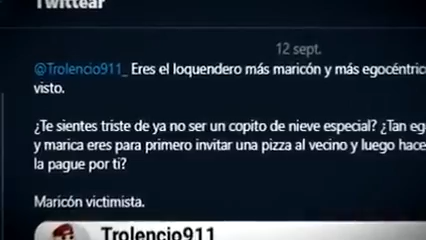 Twittear
12 sept.
@Trolencio911_ Eres el loquendero más maricón y más egocéntric
visto.
¿Te sientes triste de ya no ser un copito de nieve especial? ¿Tan eg
y marica eres para primero invitar una pizza al vecino y luego hace
la pague por ti?
Maricón victimista.
Trolencio911